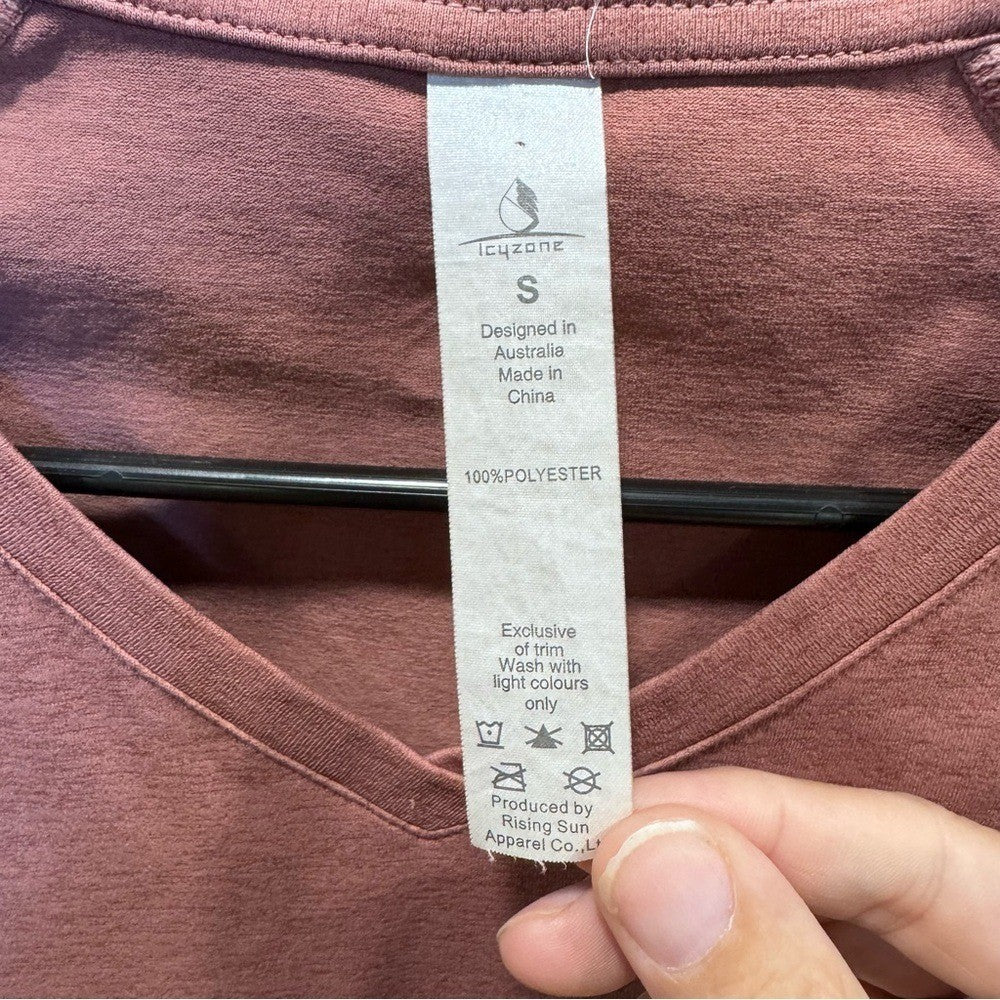 Icyzone
S
Designed in
Australia
Made in
China
100%POLYESTER
Exclusive
of trim
Wash with
light colours
only
Produced by
Rising Sun
Apparel Co.,Lt